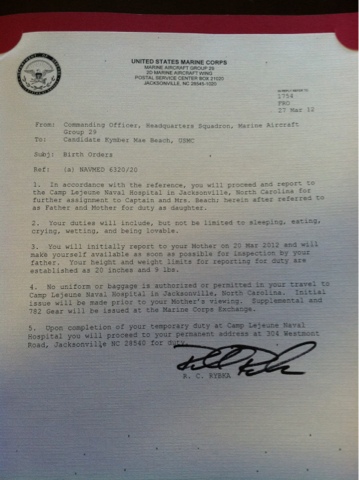 UNITED STATES MARINE CORPS
MARINE AIRCRAFT GROUP 29
2D MARINE AIRCRAFT WING
POSTAL SERVICE CENTER BOX 21020
JACKSONVILLE, NC 28545-1020
1754
FRO
27 Mar 12
From: Commanding Officer, Headquarters Squadron, Marine Aircraft
Group 29
To: Candidate Kymber Mae Beach, USMC
Subj: Birth Orders
Ref: (a) NAVMED 6320/20
1. In accordance with the reference, you will proceed and report to
the Camp Lejeune Naval Hospital in Jacksonville, North Carolina for
further assignment to Captain and Mrs. Beach; herein after referred to
as Father and Mother for duty as daughter.
2. Your duties will include, but not be limited to sleeping, eating,
crying, wetting, and being lovable.
3. You will initially report to your Mother on 20 Mar 2012 and will
make yourself available as soon as possible for inspection by your
father. Your height and weight limits for reporting for duty are
established as 20 inches and 9 lbs.
4. No uniform or baggage is authorized or permitted in your travel to
Camp Lejeune Naval Hospital in Jacksonville, North Carolina. Initial
issue will be made prior to your Mother's viewing. Supplemental and
782 Gear will be issued at the Marine Corps Exchange.
5. Upon completion of your temporary duty at Camp Lejeune Naval
Hospital you will proceed to your permanent address at 304 Westmont
Road, Jacksonville NC 28540 for duty.
R. C. RYBKA